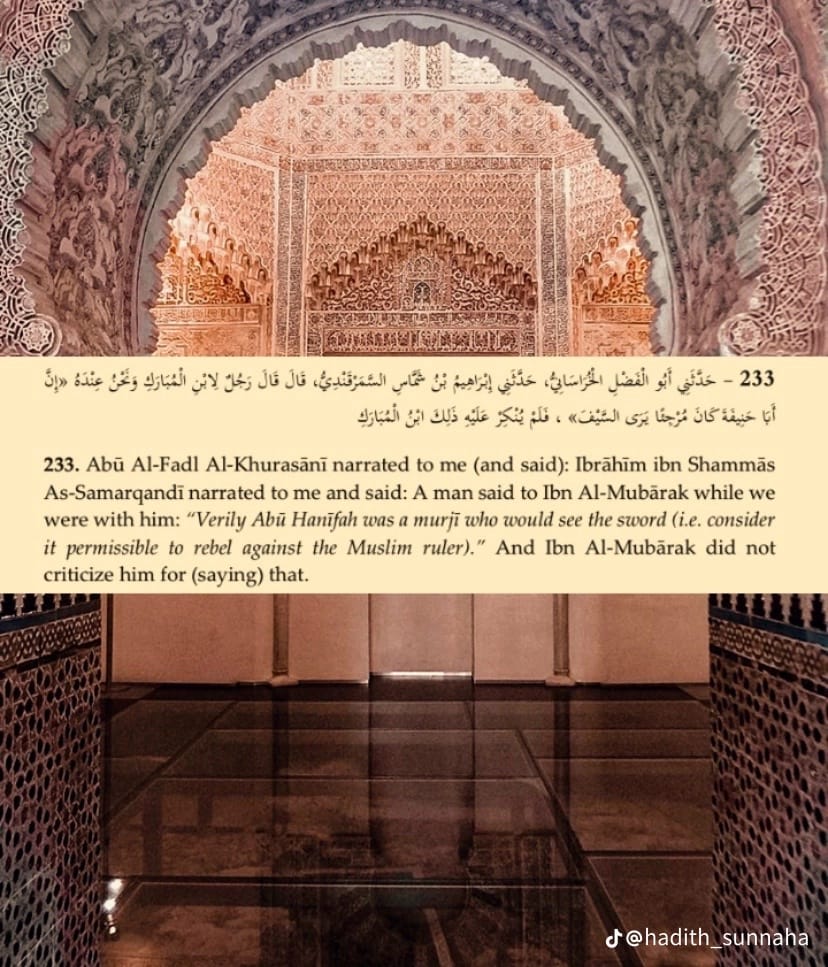 233 – حَدَّثَنِي أَبُو الْفَضْلِ الْخُرَاسَانِيُّ، حَدَّثَنِي إِبْرَاهِيمُ بْنُ شَمَّاسٍ السَّمَرْقَنْدِيُّ، قَالَ قَالَ رَجُلٌ لِابْنِ الْمُبَارَكِ وَنَحْنُ عِنْدَهُ «إِنَّ
أَبَا حَنِيفَةَ كَانَ مُرْجِئًا يَرَى السَّيْفَ» ، فَلَمْ يُنْكِرْ عَلَيْهِ ذَلِكَ ابْنُ الْمُبَارَكِ
233. Abū Al-Fadl Al-Khurasānī narrated to me (and said): Ibrāhīm ibn Shammās
As-Samarqandī narrated to me and said: A man said to Ibn Al-Mubārak while we
were with him: “Verily Abū Hanīfah was a murjī who would see the sword (i.e. consider
it permissible to rebel against the Muslim ruler).” And Ibn Al-Mubārak did not
criticize him for (saying) that.
@hadith_sunnaha